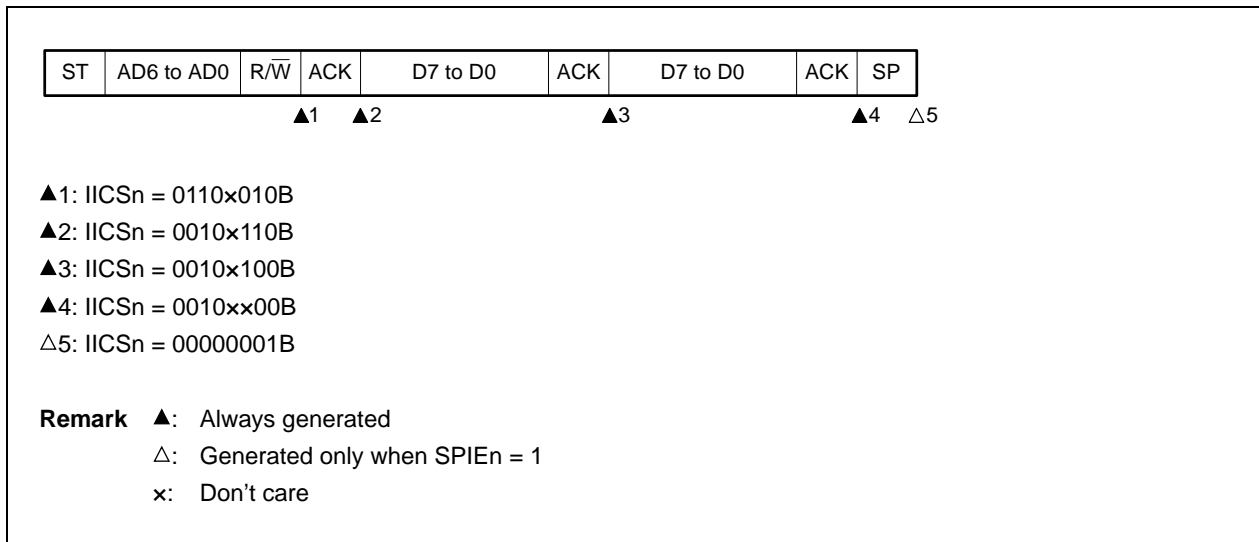 ST AD6 to AD0 R/W̅ ACK D7 to D0 ACK D7 to D0 ACK SP
▲1 ▲2 ▲3 ▲4 △5
▲1: IICSn = 0110×010B
▲2: IICSn = 0010×110B
▲3: IICSn = 0010×100B
▲4: IICSn = 0010××00B
△5: IICSn = 00000001B
Remark ▲: Always generated
△: Generated only when SPIEn = 1
×: Don't care